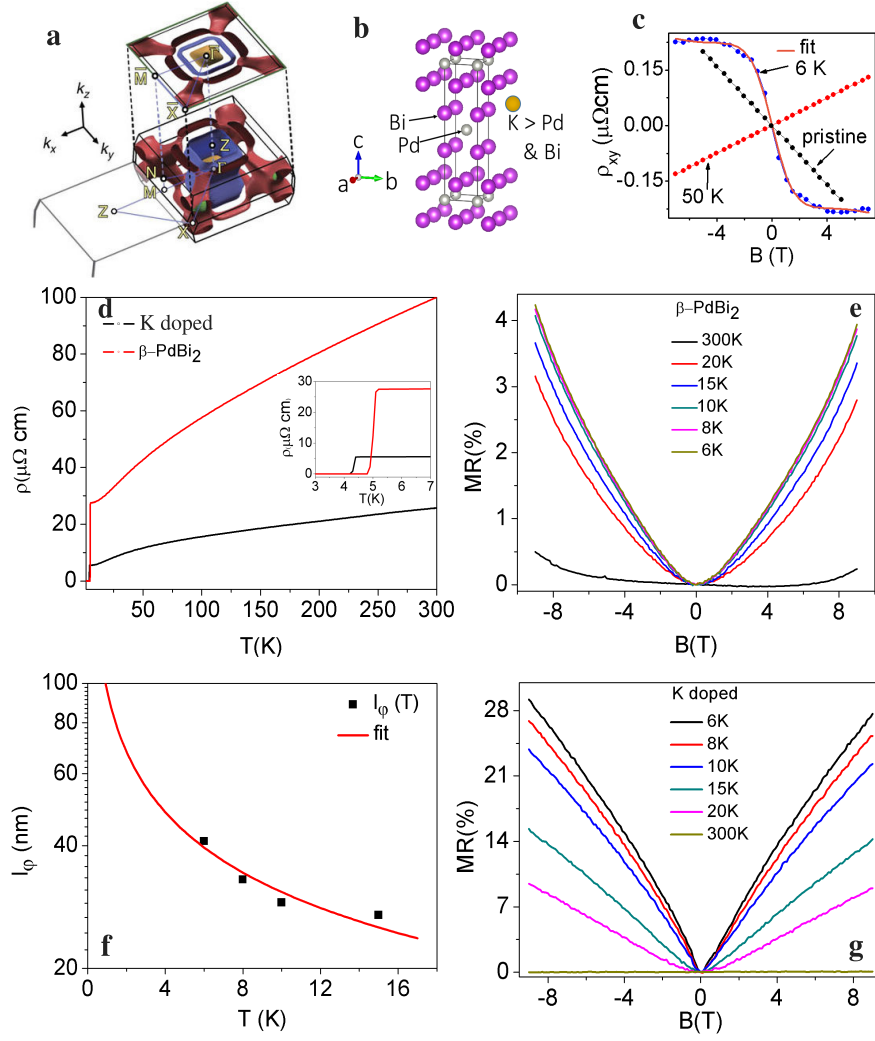 a
Γ̄
M̄
X̄
k_z
k_x
k_y
Z
Γ
N
M
Z
X
b
Bi
Pd
K > Pd
& Bi
c
a
b
c
fit
6 K
pristine
50 K
0.15
0.00
-0.15
ρ_xy (μΩcm)
-4
0
4
B (T)
d
K doped
β–PdBi₂
100
80
60
40
20
0
ρ(μΩ cm)
50
100
150
200
250
300
T(K)
30
20
10
0
ρ(μΩ cm)
3
4
5
6
7
T(K)
e
β–PdBi₂
300K
20K
15K
10K
8K
6K
4
2
0
MR(%)
-8
-4
0
4
8
B(T)
f
l_φ (T)
fit
100
80
60
40
20
l_φ (nm)
0
4
8
12
16
T (K)
g
K doped
6K
8K
10K
15K
20K
300K
28
21
14
7
0
MR(%)
-8
-4
0
4
8
B(T)